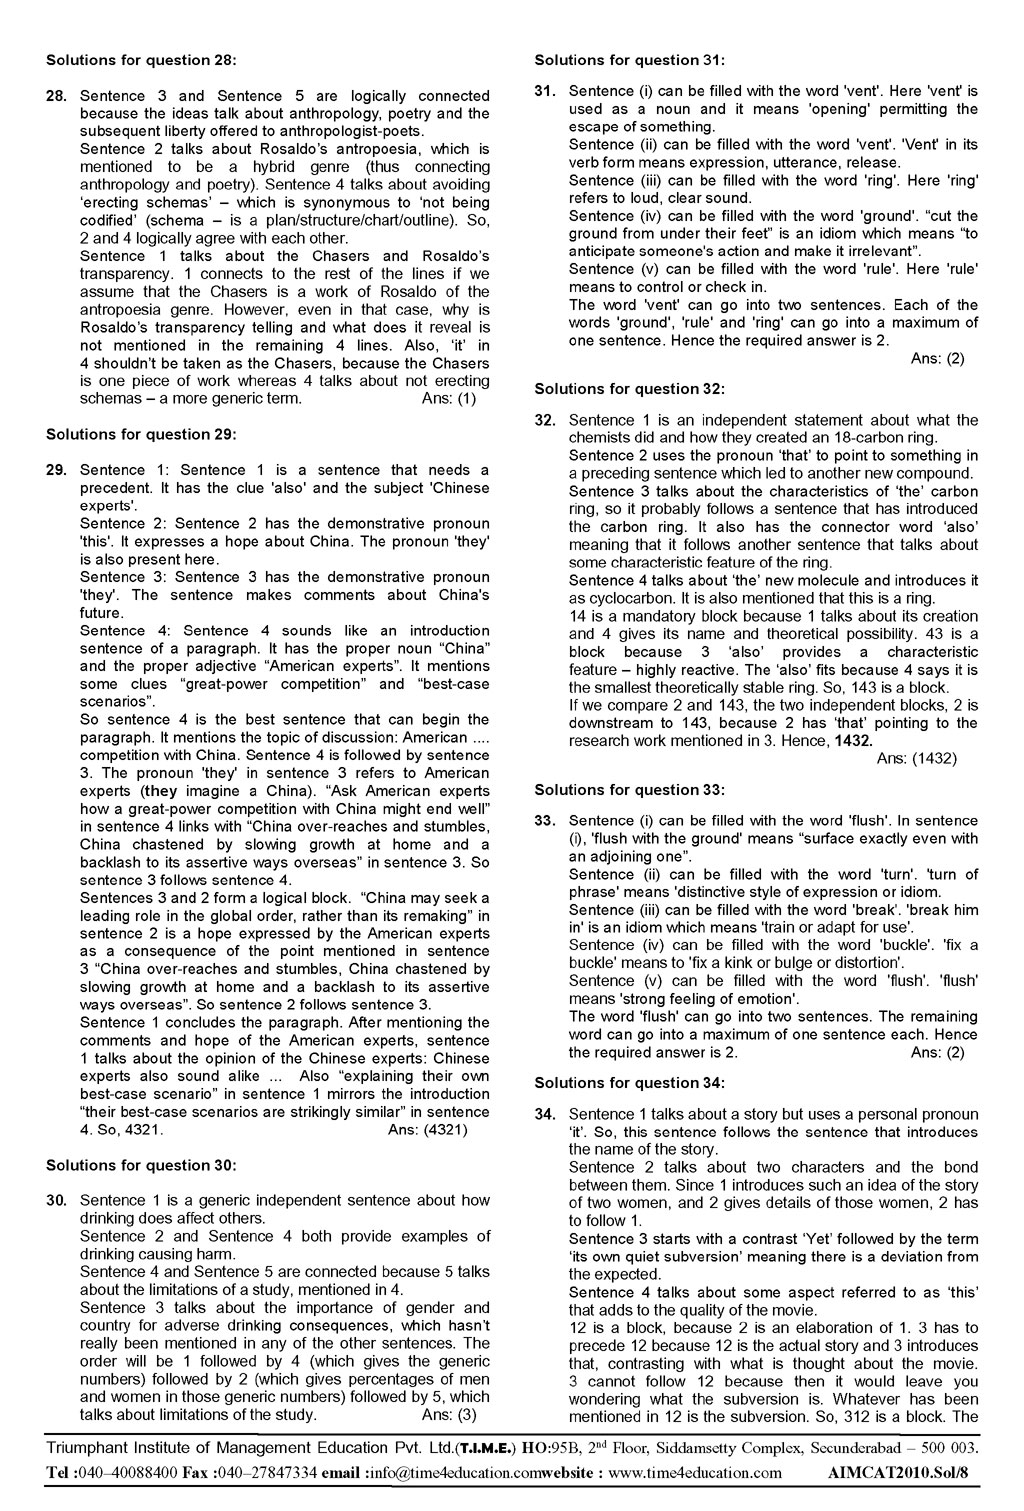 Solutions for question 28:
28. Sentence 3 and Sentence 5 are logically connected
because the ideas talk about anthropology, poetry and the
subsequent liberty offered to anthropologist-poets.
Sentence 2 talks about Rosaldo's antropoesia, which is
mentioned to be a hybrid genre (thus connecting
anthropology and poetry). Sentence 4 talks about avoiding
‘erecting schemas’ – which is synonymous to ‘not being
codified’ (schema – is a plan/structure/chart/outline). So,
2 and 4 logically agree with each other.
Sentence 1 talks about the Chasers and Rosaldo’s
transparency. 1 connects to the rest of the lines if we
assume that the Chasers is a work of Rosaldo of the
antropoesia genre. However, even in that case, why is
Rosaldo’s transparency telling and what does it reveal is
not mentioned in the remaining 4 lines. Also, ‘it’ in
4 shouldn’t be taken as the Chasers, because the Chasers
is one piece of work whereas 4 talks about not erecting
schemas – a more generic term. Ans: (1)
Solutions for question 29:
29. Sentence 1: Sentence 1 is a sentence that needs a
precedent. It has the clue 'also' and the subject 'Chinese
experts'.
Sentence 2: Sentence 2 has the demonstrative pronoun
'this'. It expresses a hope about China. The pronoun 'they'
is also present here.
Sentence 3: Sentence 3 has the demonstrative pronoun
'they'. The sentence makes comments about China's
future.
Sentence 4: Sentence 4 sounds like an introduction
sentence of a paragraph. It has the proper noun “China”
and the proper adjective “American experts”. It mentions
some clues “great-power competition” and “best-case
scenarios”.
So sentence 4 is the best sentence that can begin the
paragraph. It mentions the topic of discussion: American ....
competition with China. Sentence 4 is followed by sentence
3. The pronoun 'they' in sentence 3 refers to American
experts (they imagine a China). “Ask American experts
how a great-power competition with China might end well”
in sentence 4 links with “China over-reaches and stumbles,
China chastened by slowing growth at home and a
backlash to its assertive ways overseas” in sentence 3. So
sentence 3 follows sentence 4.
Sentences 3 and 2 form a logical block. “China may seek a
leading role in the global order, rather than its remaking” in
sentence 2 is a hope expressed by the American experts
as a consequence of the point mentioned in sentence
3 “China over-reaches and stumbles, China chastened by
slowing growth at home and a backlash to its assertive
ways overseas”. So sentence 2 follows sentence 3.
Sentence 1 concludes the paragraph. After mentioning the
comments and hope of the American experts, sentence
1 talks about the opinion of the Chinese experts: Chinese
experts also sound alike ... Also “explaining their own
best-case scenario” in sentence 1 mirrors the introduction
“their best-case scenarios are strikingly similar” in sentence
4. So, 4321. Ans: (4321)
Solutions for question 30:
30. Sentence 1 is a generic independent sentence about how
drinking does affect others.
Sentence 2 and Sentence 4 both provide examples of
drinking causing harm.
Sentence 4 and Sentence 5 are connected because 5 talks
about the limitations of a study, mentioned in 4.
Sentence 3 talks about the importance of gender and
country for adverse drinking consequences, which hasn’t
really been mentioned in any of the other sentences. The
order will be 1 followed by 4 (which gives the generic
numbers) followed by 2 (which gives percentages of men
and women in those generic numbers) followed by 5, which
talks about limitations of the study. Ans: (3)
Solutions for question 31:
31. Sentence (i) can be filled with the word 'vent'. Here 'vent' is
used as a noun and it means 'opening' permitting the
escape of something.
Sentence (ii) can be filled with the word 'vent'. 'Vent' in its
verb form means expression, utterance, release.
Sentence (iii) can be filled with the word 'ring'. Here 'ring'
refers to loud, clear sound.
Sentence (iv) can be filled with the word 'ground'. “cut the
ground from under their feet” is an idiom which means “to
anticipate someone's action and make it irrelevant”.
Sentence (v) can be filled with the word 'rule'. Here 'rule'
means to control or check in.
The word 'vent' can go into two sentences. Each of the
words 'ground', 'rule' and 'ring' can go into a maximum of
one sentence. Hence the required answer is 2.
Ans: (2)
Solutions for question 32:
32. Sentence 1 is an independent statement about what the
chemists did and how they created an 18-carbon ring.
Sentence 2 uses the pronoun ‘that’ to point to something in
a preceding sentence which led to another new compound.
Sentence 3 talks about the characteristics of ‘the’ carbon
ring, so it probably follows a sentence that has introduced
the carbon ring. It also has the connector word ‘also’
meaning that it follows another sentence that talks about
some characteristic feature of the ring.
Sentence 4 talks about ‘the’ new molecule and introduces it
as cyclocarbon. It is also mentioned that this is a ring.
14 is a mandatory block because 1 talks about its creation
and 4 gives its name and theoretical possibility. 43 is a
block because 3 ‘also’ provides a characteristic
feature – highly reactive. The ‘also’ fits because 4 says it is
the smallest theoretically stable ring. So, 143 is a block.
If we compare 2 and 143, the two independent blocks, 2 is
downstream to 143, because 2 has ‘that’ pointing to the
research work mentioned in 3. Hence, 1432.
Ans: (1432)
Solutions for question 33:
33. Sentence (i) can be filled with the word 'flush'. In sentence
(i), 'flush with the ground' means “surface exactly even with
an adjoining one”.
Sentence (ii) can be filled with the word 'turn'. 'turn of
phrase' means 'distinctive style of expression or idiom.
Sentence (iii) can be filled with the word 'break'. 'break him
in' is an idiom which means 'train or adapt for use'.
Sentence (iv) can be filled with the word 'buckle'. 'fix a
buckle' means to 'fix a kink or bulge or distortion'.
Sentence (v) can be filled with the word 'flush'. 'flush'
means 'strong feeling of emotion'.
The word 'flush' can go into two sentences. The remaining
word can go into a maximum of one sentence each. Hence
the required answer is 2. Ans: (2)
Solutions for question 34:
34. Sentence 1 talks about a story but uses a personal pronoun
‘it’. So, this sentence follows the sentence that introduces
the name of the story.
Sentence 2 talks about two characters and the bond
between them. Since 1 introduces such an idea of the story
of two women, and 2 gives details of those women, 2 has
to follow 1.
Sentence 3 starts with a contrast ‘Yet’ followed by the term
‘its own quiet subversion’ meaning there is a deviation from
the expected.
Sentence 4 talks about some aspect referred to as ‘this’
that adds to the quality of the movie.
12 is a block, because 2 is an elaboration of 1. 3 has to
precede 12 because 12 is the actual story and 3 introduces
that, contrasting with what is thought about the movie.
3 cannot follow 12 because then it would leave you
wondering what the subversion is. Whatever has been
mentioned in 12 is the subversion. So, 312 is a block. The
Triumphant Institute of Management Education Pvt. Ltd.(T.I.M.E.) HO:95B, 2nd Floor, Siddamsetty Complex, Secunderabad – 500 003.
Tel :040–40088400 Fax :040–27847334 email :info@time4education.comwebsite : www.time4education.com AIMCAT2010.Sol/8